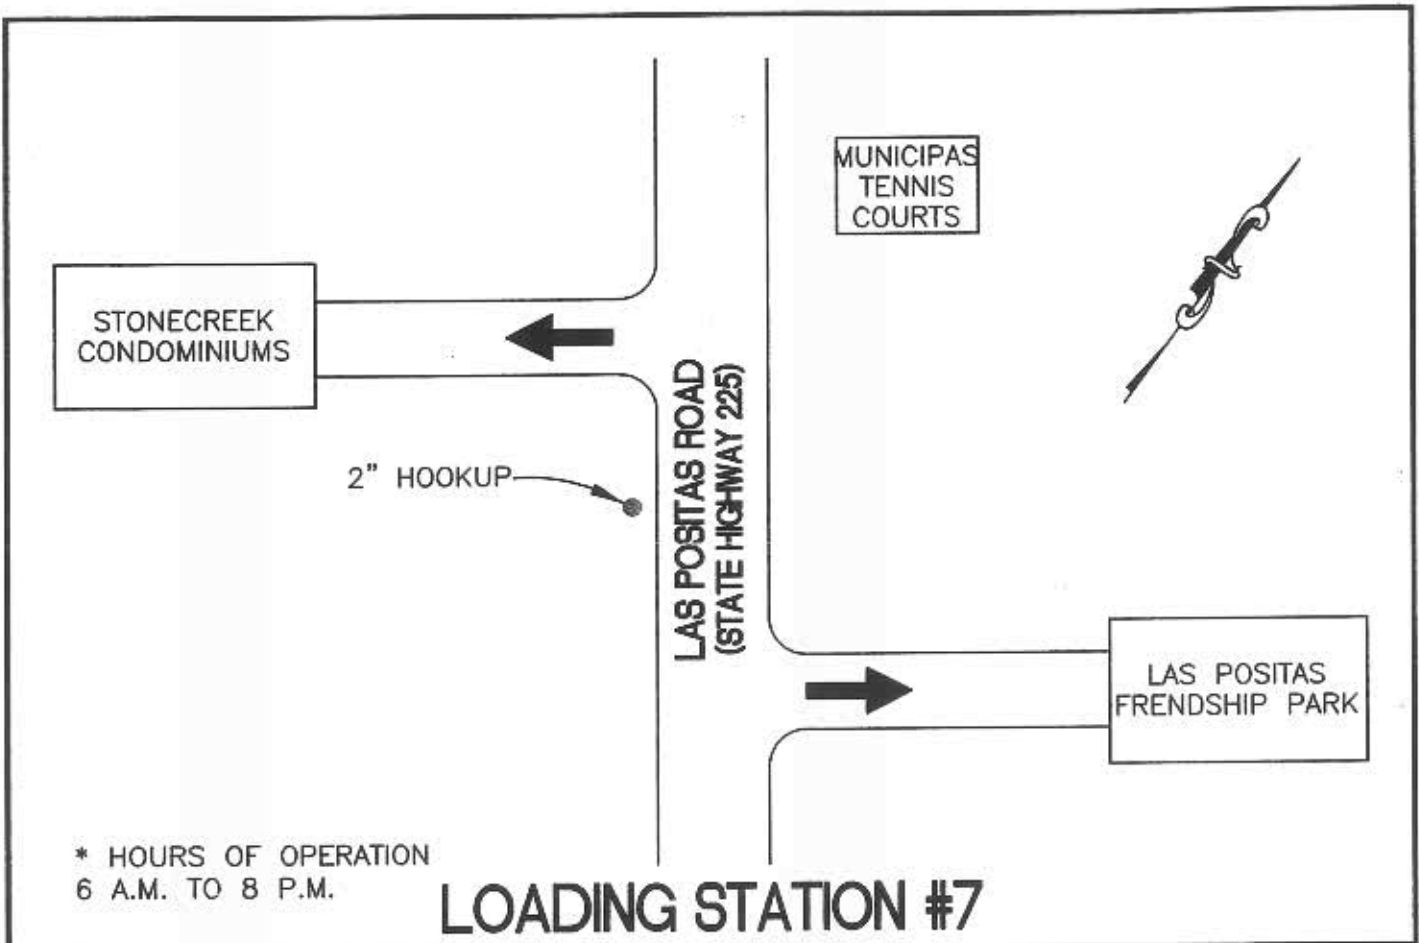 MUNICIPAS
TENNIS
COURTS
STONECREEK
CONDOMINIUMS
2" HOOKUP
LAS POSITAS ROAD
(STATE HIGHWAY 225)
LAS POSITAS
FRENDSHIP PARK
* HOURS OF OPERATION
6 A.M. TO 8 P.M.
LOADING STATION #7